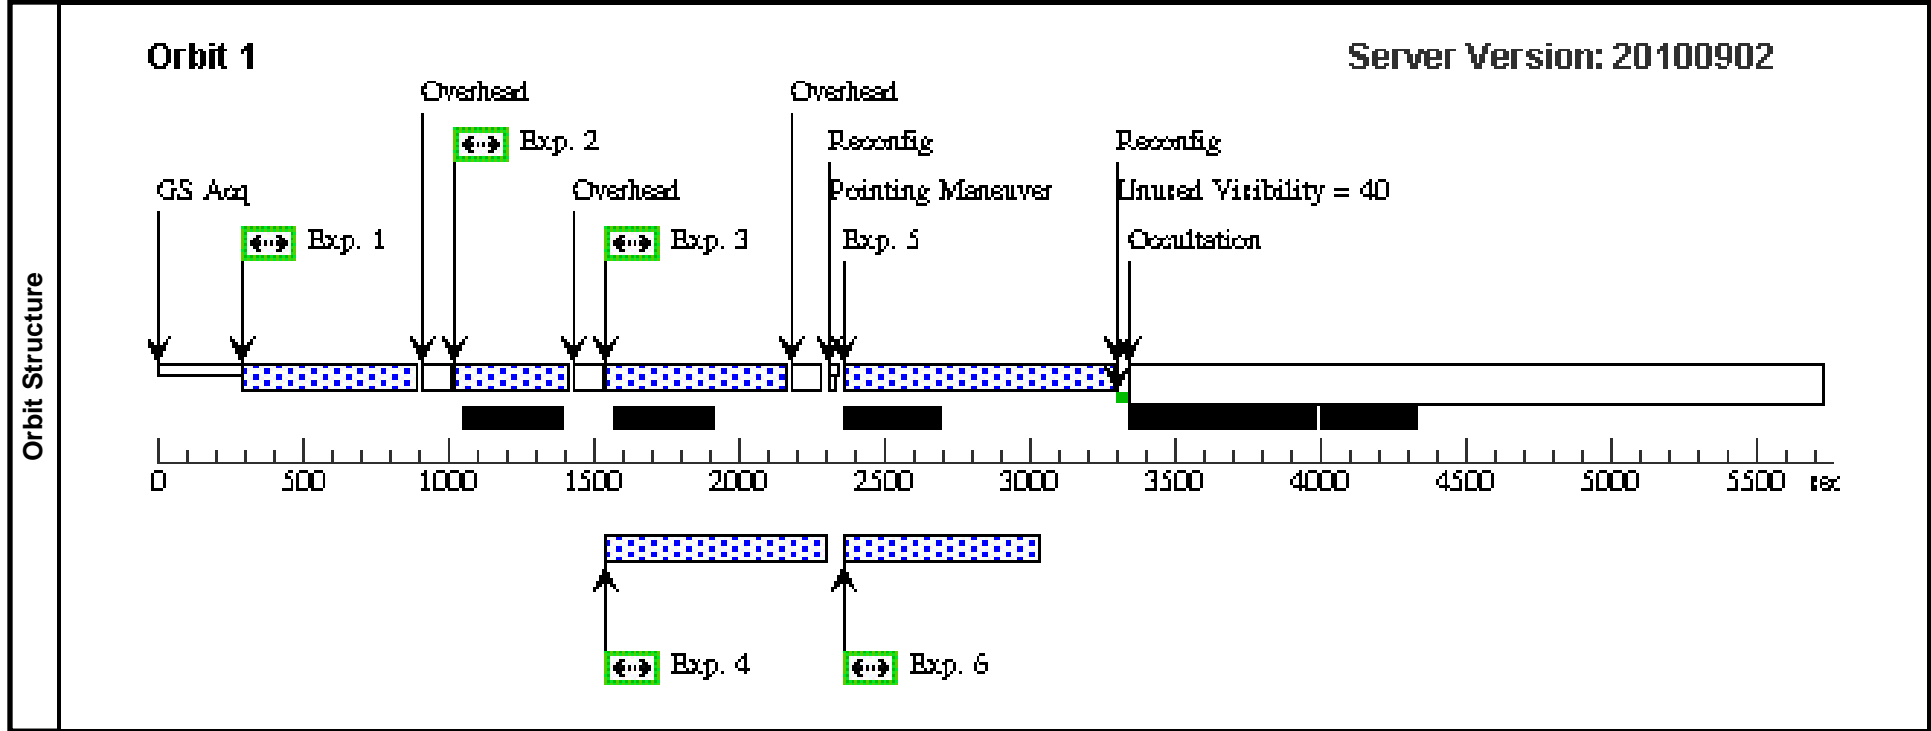 Orbit 1 Server Version: 20100902
Overhead Overhead
Exp. 2 Reconfig Reconfig
GS Acq Overhead Pointing Maneuver Unused Visibility = 40
Exp. 1 Exp. 3 Exp. 5 Occultation
Orbit Structure
0 500 1000 1500 2000 2500 3000 3500 4000 4500 5000 5500 sec
Exp. 4 Exp. 6